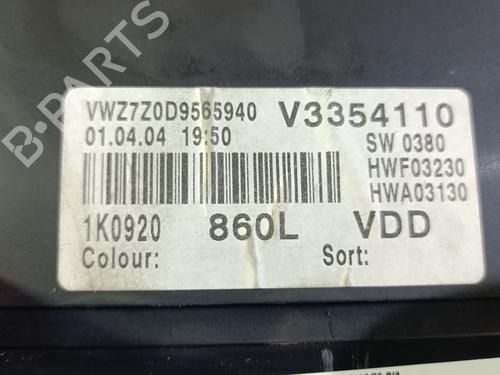 B-PARTS
VWZ7Z0D9565940 V3354110
01.04.04 19:50 SW 0380
HWF03230
HWA03130
1K0920 860L VDD
Colour: Sort: